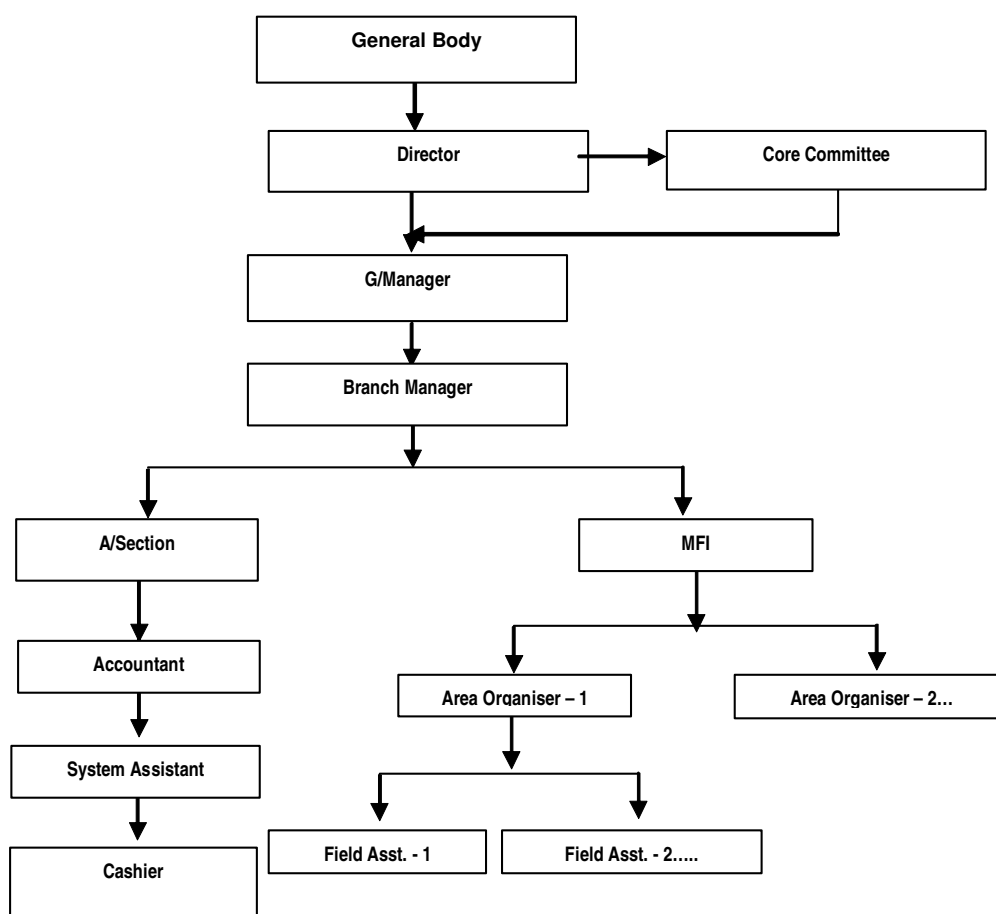 General Body
Director
Core Committee
G/Manager
Branch Manager
A/Section
MFI
Accountant
Area Organiser – 1
Area Organiser – 2…
System Assistant
Field Asst. - 1
Field Asst. - 2…..
Cashier